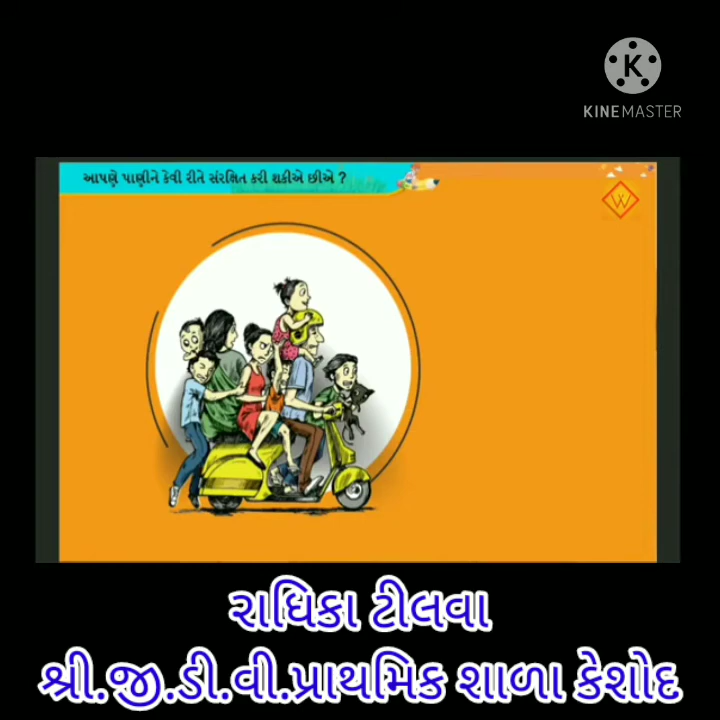 KINEMASTER
આપણે પાણીને કેવી રીતે સંરક્ષિત કરી શકીએ છીએ ?
રાધિકા ટીલવા
શ્રી.જી.ડી.વી.પ્રાથમિક શાળા કેશોદ